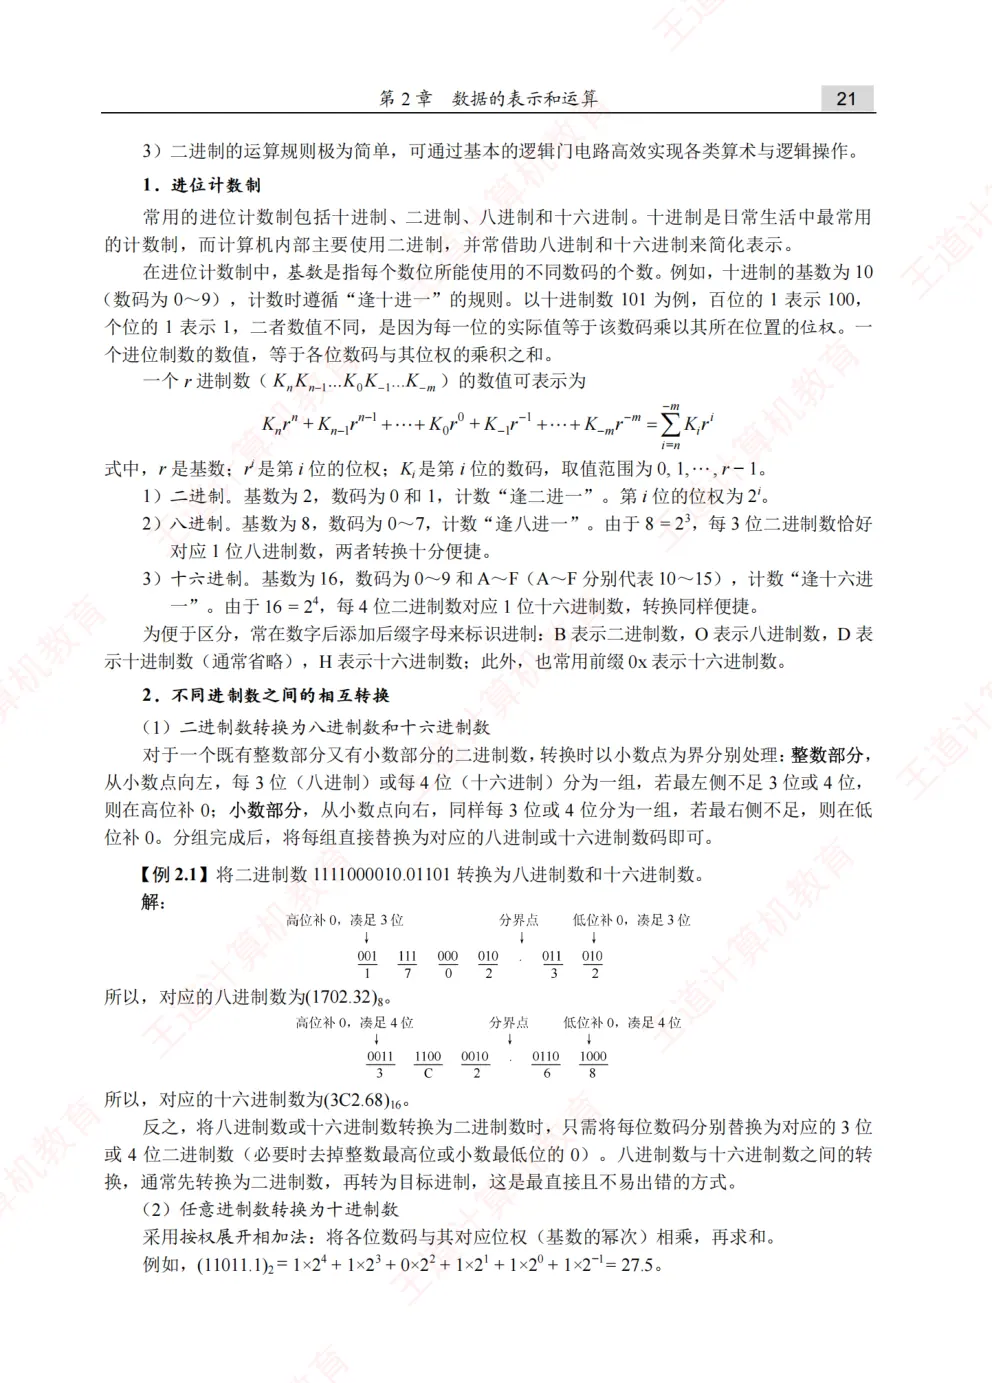 第 2 章 数据的表示和运算 21
3）二进制的运算规则极为简单，可通过基本的逻辑门电路高效实现各类算术与逻辑操作。
1．进位计数制
常用的进位计数制包括十进制、二进制、八进制和十六进制。十进制是日常生活中最常用
的计数制，而计算机内部主要使用二进制，并常借助八进制和十六进制来简化表示。
在进位计数制中，基数是指每个数位所能使用的不同数码的个数。例如，十进制的基数为 10
（数码为 0～9），计数时遵循“逢十进一”的规则。以十进制数 101 为例，百位的 1 表示 100，
个位的 1 表示 1，二者数值不同，是因为每一位的实际值等于该数码乘以其所在位置的位权。一
个进位制数的数值，等于各位数码与其位权的乘积之和。
一个 r 进制数（ KₙKₙ₋₁…K₀K₋₁…K₋ₘ ）的数值可表示为
Kₙrⁿ + Kₙ₋₁rⁿ⁻¹ + ⋯ + K₀r⁰ + K₋₁r⁻¹ + ⋯ + K₋ₘr⁻ᵐ = ∑_{i=n}^{−m} Kᵢrⁱ
式中，r 是基数；rⁱ 是第 i 位的位权；Kᵢ 是第 i 位的数码，取值范围为 0, 1, ⋯ , r − 1。
1）二进制。基数为 2，数码为 0 和 1，计数“逢二进一”。第 i 位的位权为 2ⁱ。
2）八进制。基数为 8，数码为 0～7，计数“逢八进一”。由于 8 = 2³，每 3 位二进制数恰好
对应 1 位八进制数，两者转换十分便捷。
3）十六进制。基数为 16，数码为 0～9 和 A～F（A～F 分别代表 10～15），计数“逢十六进
一”。由于 16 = 2⁴，每 4 位二进制数对应 1 位十六进制数，转换同样便捷。
为便于区分，常在数字后添加后缀字母来标识进制：B 表示二进制数，O 表示八进制数，D 表
示十进制数（通常省略），H 表示十六进制数；此外，也常用前缀 0x 表示十六进制数。
2．不同进制数之间的相互转换
（1）二进制数转换为八进制数和十六进制数
对于一个既有整数部分又有小数部分的二进制数，转换时以小数点为界分别处理：整数部分，
从小数点向左，每 3 位（八进制）或每 4 位（十六进制）分为一组，若最左侧不足 3 位或 4 位，
则在高位补 0；小数部分，从小数点向右，同样每 3 位或 4 位分为一组，若最右侧不足，则在低
位补 0。分组完成后，将每组直接替换为对应的八进制或十六进制数码即可。
【例 2.1】将二进制数 1111000010.01101 转换为八进制数和十六进制数。
解：
高位补 0，凑足 3 位 分界点 低位补 0，凑足 3 位
↓ ↓ ↓
001 111 000 010 . 011 010
1 7 0 2 3 2
所以，对应的八进制数为(1702.32)₈。
高位补 0，凑足 4 位 分界点 低位补 0，凑足 4 位
↓ ↓ ↓
0011 1100 0010 . 0110 1000
3 C 2 6 8
所以，对应的十六进制数为(3C2.68)₁₆。
反之，将八进制数或十六进制数转换为二进制数时，只需将每位数码分别替换为对应的 3 位
或 4 位二进制数（必要时去掉整数最高位或小数最低位的 0）。八进制数与十六进制数之间的转
换，通常先转换为二进制数，再转为目标进制，这是最直接且不易出错的方式。
（2）任意进制数转换为十进制数
采用按权展开相加法：将各位数码与其对应位权（基数的幂次）相乘，再求和。
例如，(11011.1)₂ = 1×2⁴ + 1×2³ + 0×2² + 1×2¹ + 1×2⁰ + 1×2⁻¹ = 27.5。
王道计算机教育